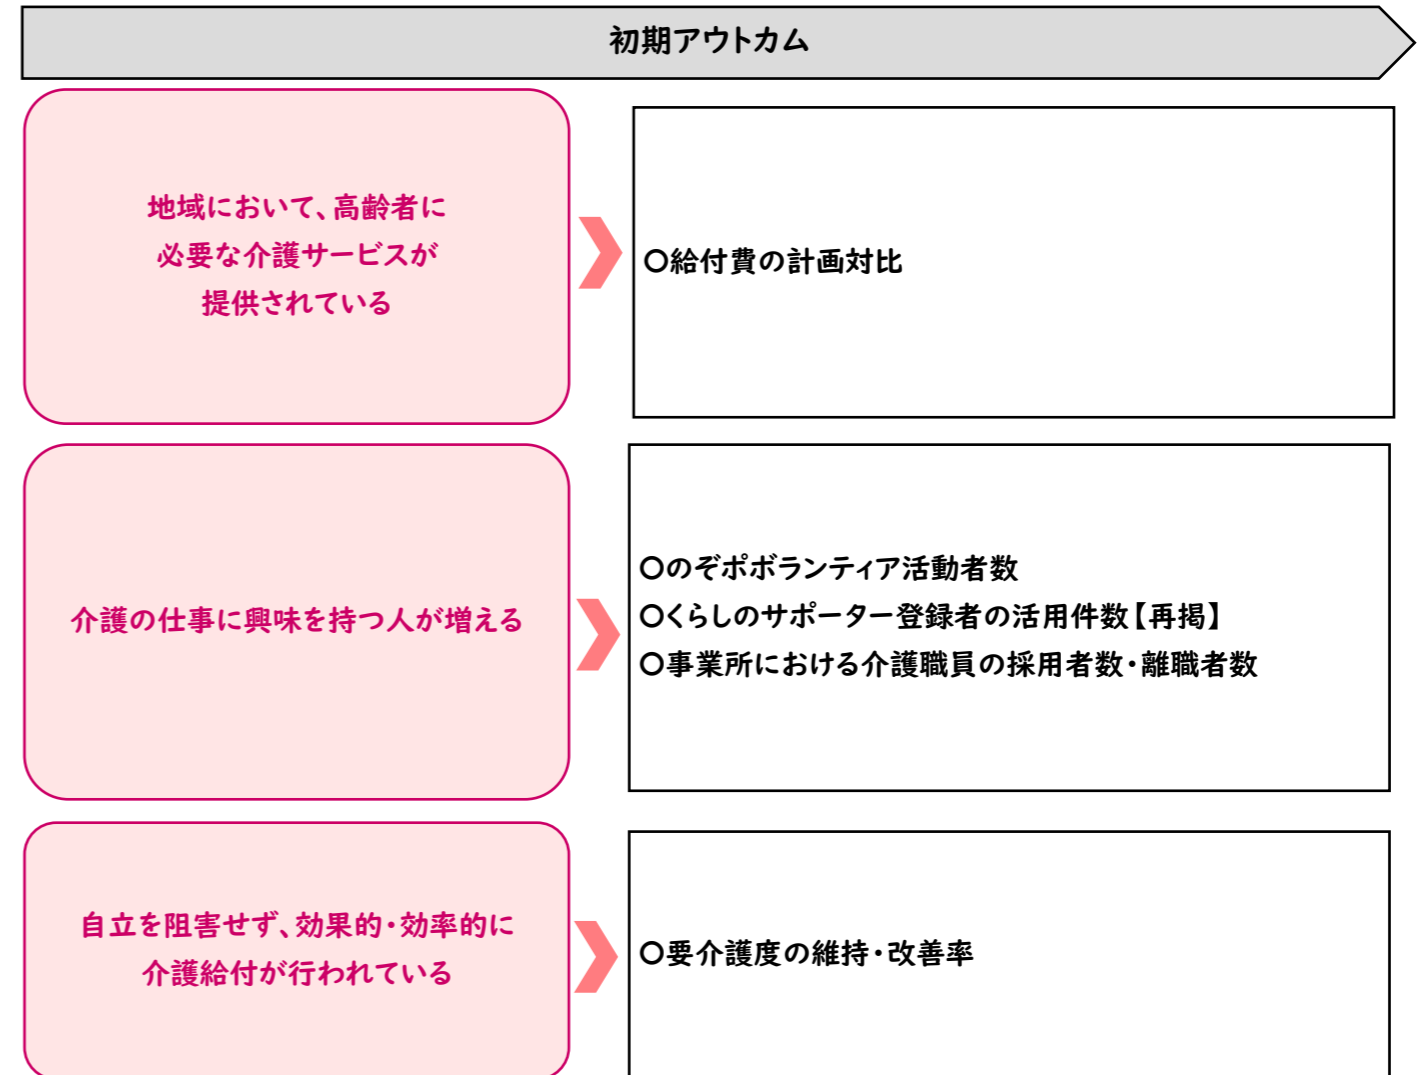 初期アウトカム
地域において、高齢者に
必要な介護サービスが
提供されている
〇給付費の計画対比
介護の仕事に興味を持つ人が増える
〇のぞポボランティア活動者数
〇くらしのサポーター登録者の活用件数【再掲】
〇事業所における介護職員の採用者数・離職者数
自立を阻害せず、効果的・効率的に
介護給付が行われている
〇要介護度の維持・改善率